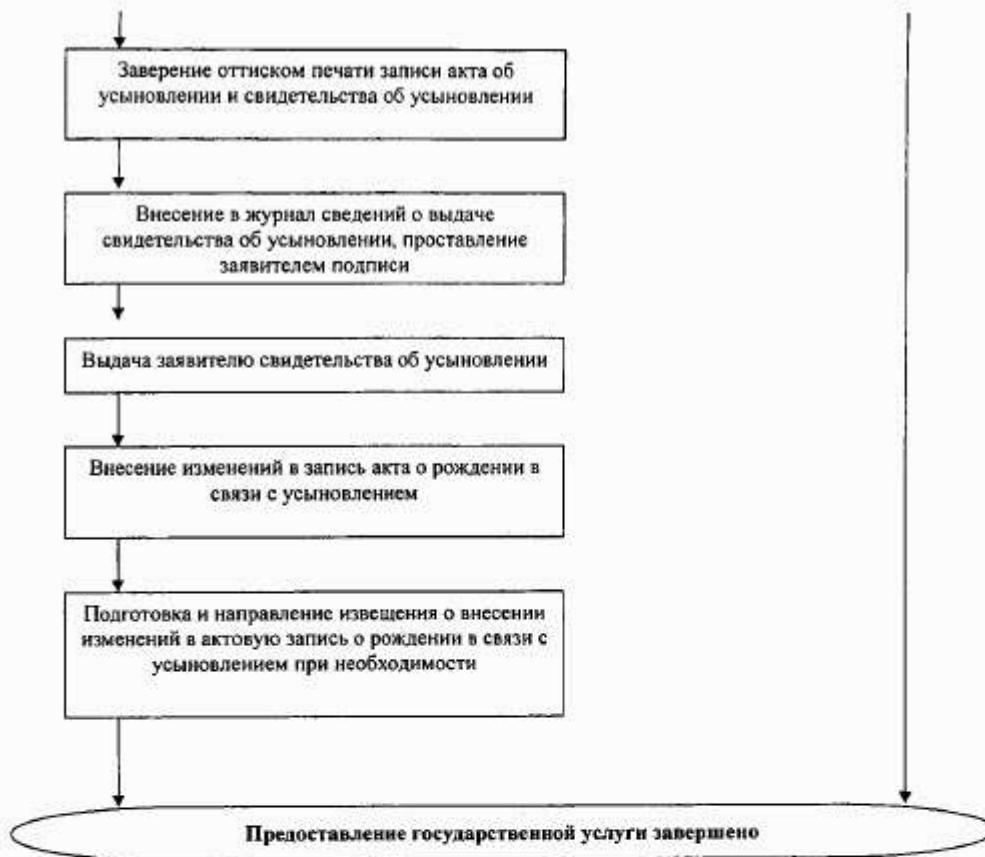 Заверение оттиском печати записи акта об
усыновлении и свидетельства об усыновлении
Внесение в журнал сведений о выдаче
свидетельства об усыновлении, проставление
заявителем подписи
Выдача заявителю свидетельства об усыновлении
Внесение изменений в запись акта о рождении в
связи с усыновлением
Подготовка и направление извещения о внесении
изменений в актовую запись о рождении в связи с
усыновлением при необходимости
Предоставление государственной услуги завершено